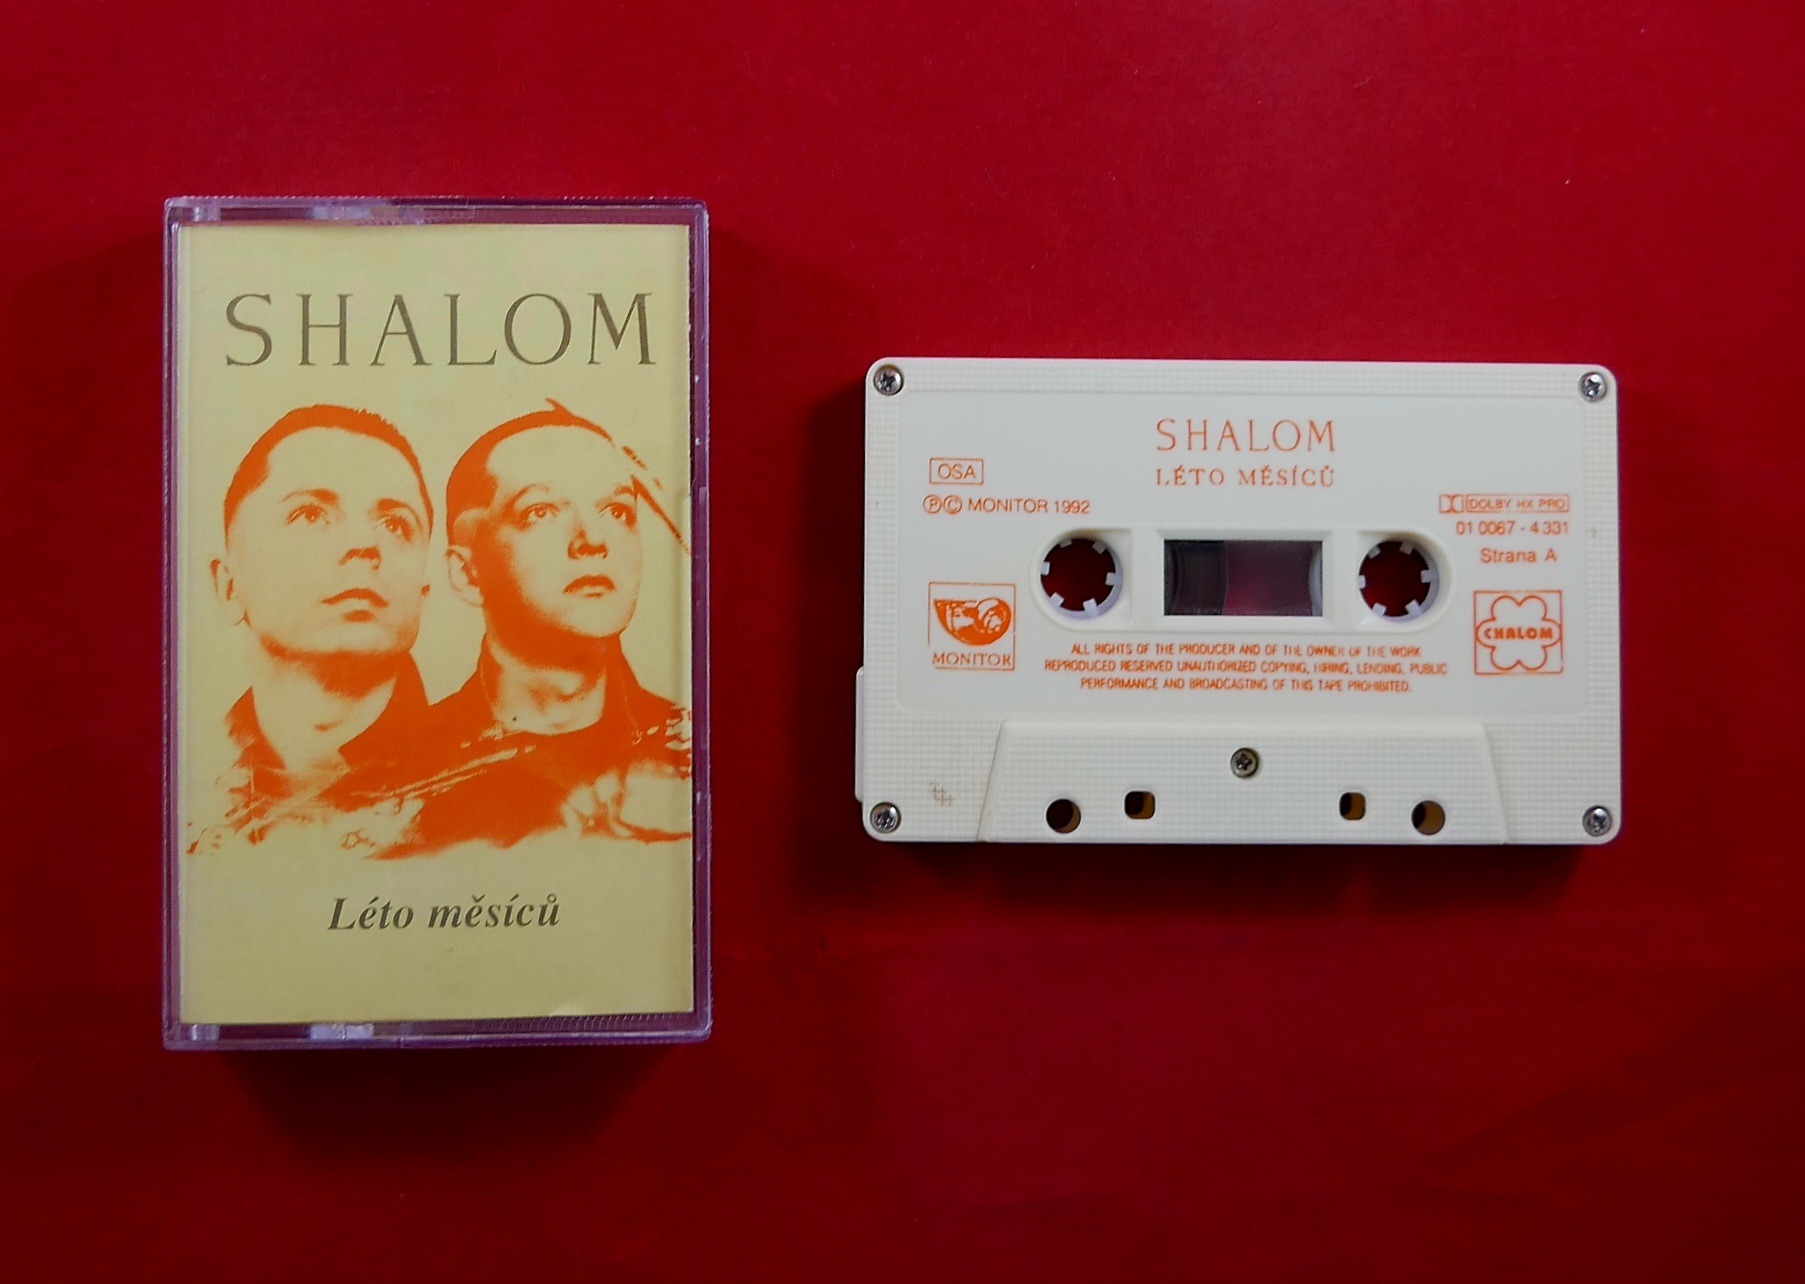 SHALOM
Léto měsíců
SHALOM
LÉTO MĚSÍCŮ
OSA
ⓅⒸ MONITOR 1992
DOLBY HX PRO
01 0067 - 4 331
Strana A
MONITOR
CHALOM
ALL RIGHTS OF THE PRODUCER AND OF THE OWNER OF THE WORK
REPRODUCED RESERVED UNAUTHORIZED COPYING, HIRING, LENDING, PUBLIC
PERFORMANCE AND BROADCASTING OF THIS TAPE PROHIBITED.